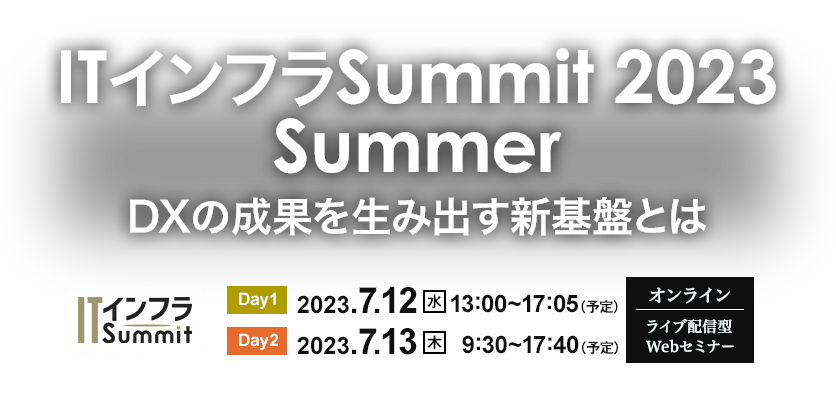 ITインフラSummit 2023
Summer
DXの成果を生み出す新基盤とは
ITインフラ
Summit
Day1 2023.7.12 水 13:00~17:05(予定)
Day2 2023.7.13 木 9:30~17:40(予定)
オンライン
ライブ配信型
Webセミナー